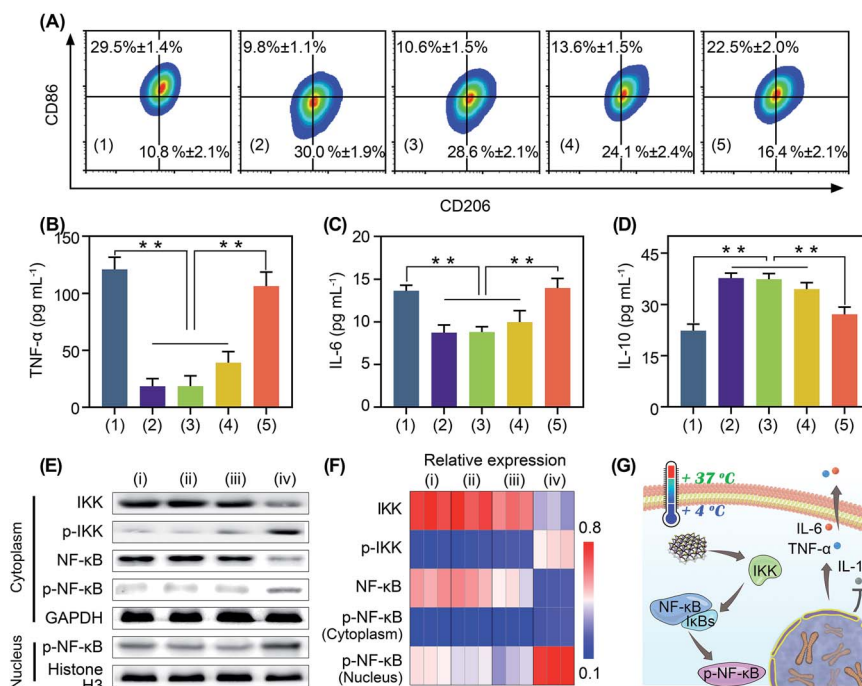 (A)
29.5%±1.4%
9.8%±1.1%
10.6%±1.5%
13.6%±1.5%
22.5%±2.0%
CD86
(1)
(2)
(3)
(4)
(5)
10.8 %±2.1%
30.0 %±1.9%
28.6 %±2.1%
24.1 %±2.4%
16.4 %±2.1%
CD206
(B)
150
100
50
0
TNF-α (pg mL⁻¹)
* *
* *
(1) (2) (3) (4) (5)
(C)
20
15
10
5
0
IL-6 (pg mL⁻¹)
* *
* *
(1) (2) (3) (4) (5)
(D)
45
30
15
0
IL-10 (pg mL⁻¹)
* *
* *
(1) (2) (3) (4) (5)
(E)
(i) (ii) (iii) (iv)
Cytoplasm
IKK
p-IKK
NF-κB
p-NF-κB
GAPDH
Nucleus
p-NF-κB
Histone
H3
(F)
Relative expression
(i) (ii) (iii) (iv)
IKK
p-IKK
NF-κB
p-NF-κB
(Cytoplasm)
p-NF-κB
(Nucleus)
0.8
0.1
(G)
+ 37 °C
+ 4 °C
IL-6
TNF-α
IL-1
IKK
NF-κB
IκBs
p-NF-κB